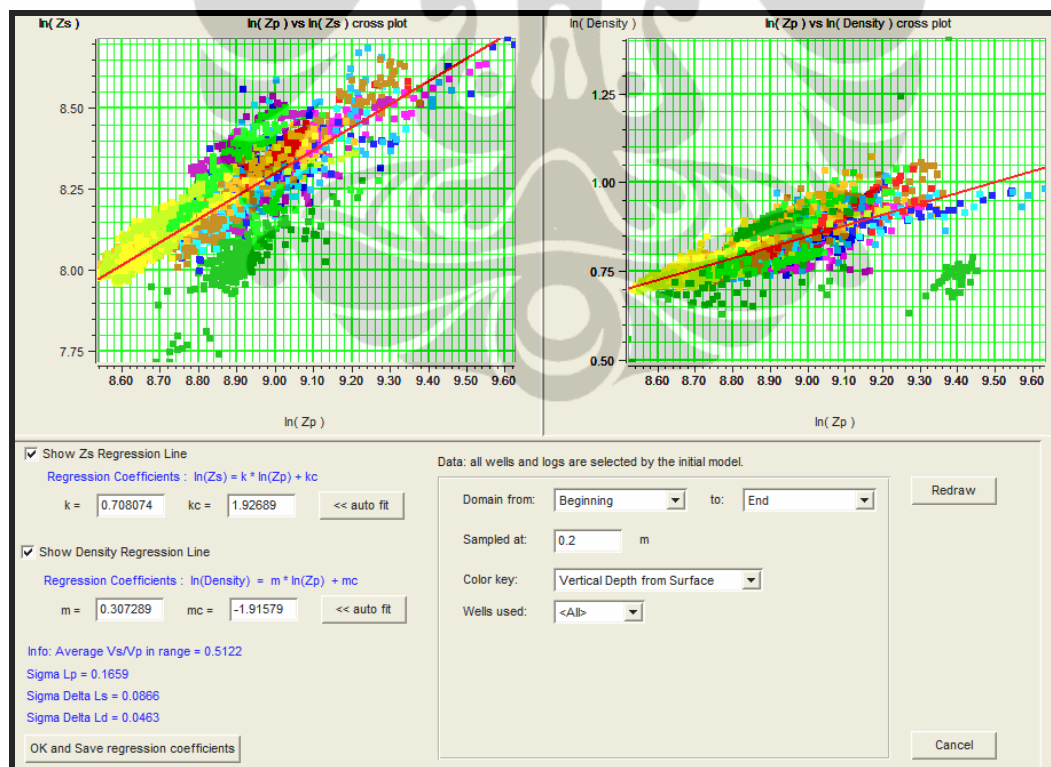 ln( Zs )
ln( Zp ) vs ln( Zs ) cross plot
8.50
8.25
8.00
7.75
8.60 8.70 8.80 8.90 9.00 9.10 9.20 9.30 9.40 9.50 9.60
ln( Zp )
ln( Density )
ln( Zp ) vs ln( Density ) cross plot
1.25
1.00
0.75
0.50
8.60 8.70 8.80 8.90 9.00 9.10 9.20 9.30 9.40 9.50 9.60
ln( Zp )
Show Zs Regression Line
Regression Coefficients : ln(Zs) = k * ln(Zp) + kc
k = 0.708074 kc = 1.92689 << auto fit
Show Density Regression Line
Regression Coefficients : ln(Density) = m * ln(Zp) + mc
m = 0.307289 mc = -1.91579 << auto fit
Info: Average Vs/Vp in range = 0.5122
Sigma Lp = 0.1659
Sigma Delta Ls = 0.0866
Sigma Delta Ld = 0.0463
OK and Save regression coefficients
Data: all wells and logs are selected by the initial model.
Domain from: Beginning to: End
Sampled at: 0.2 m
Color key: Vertical Depth from Surface
Wells used: <All>
Redraw
Cancel